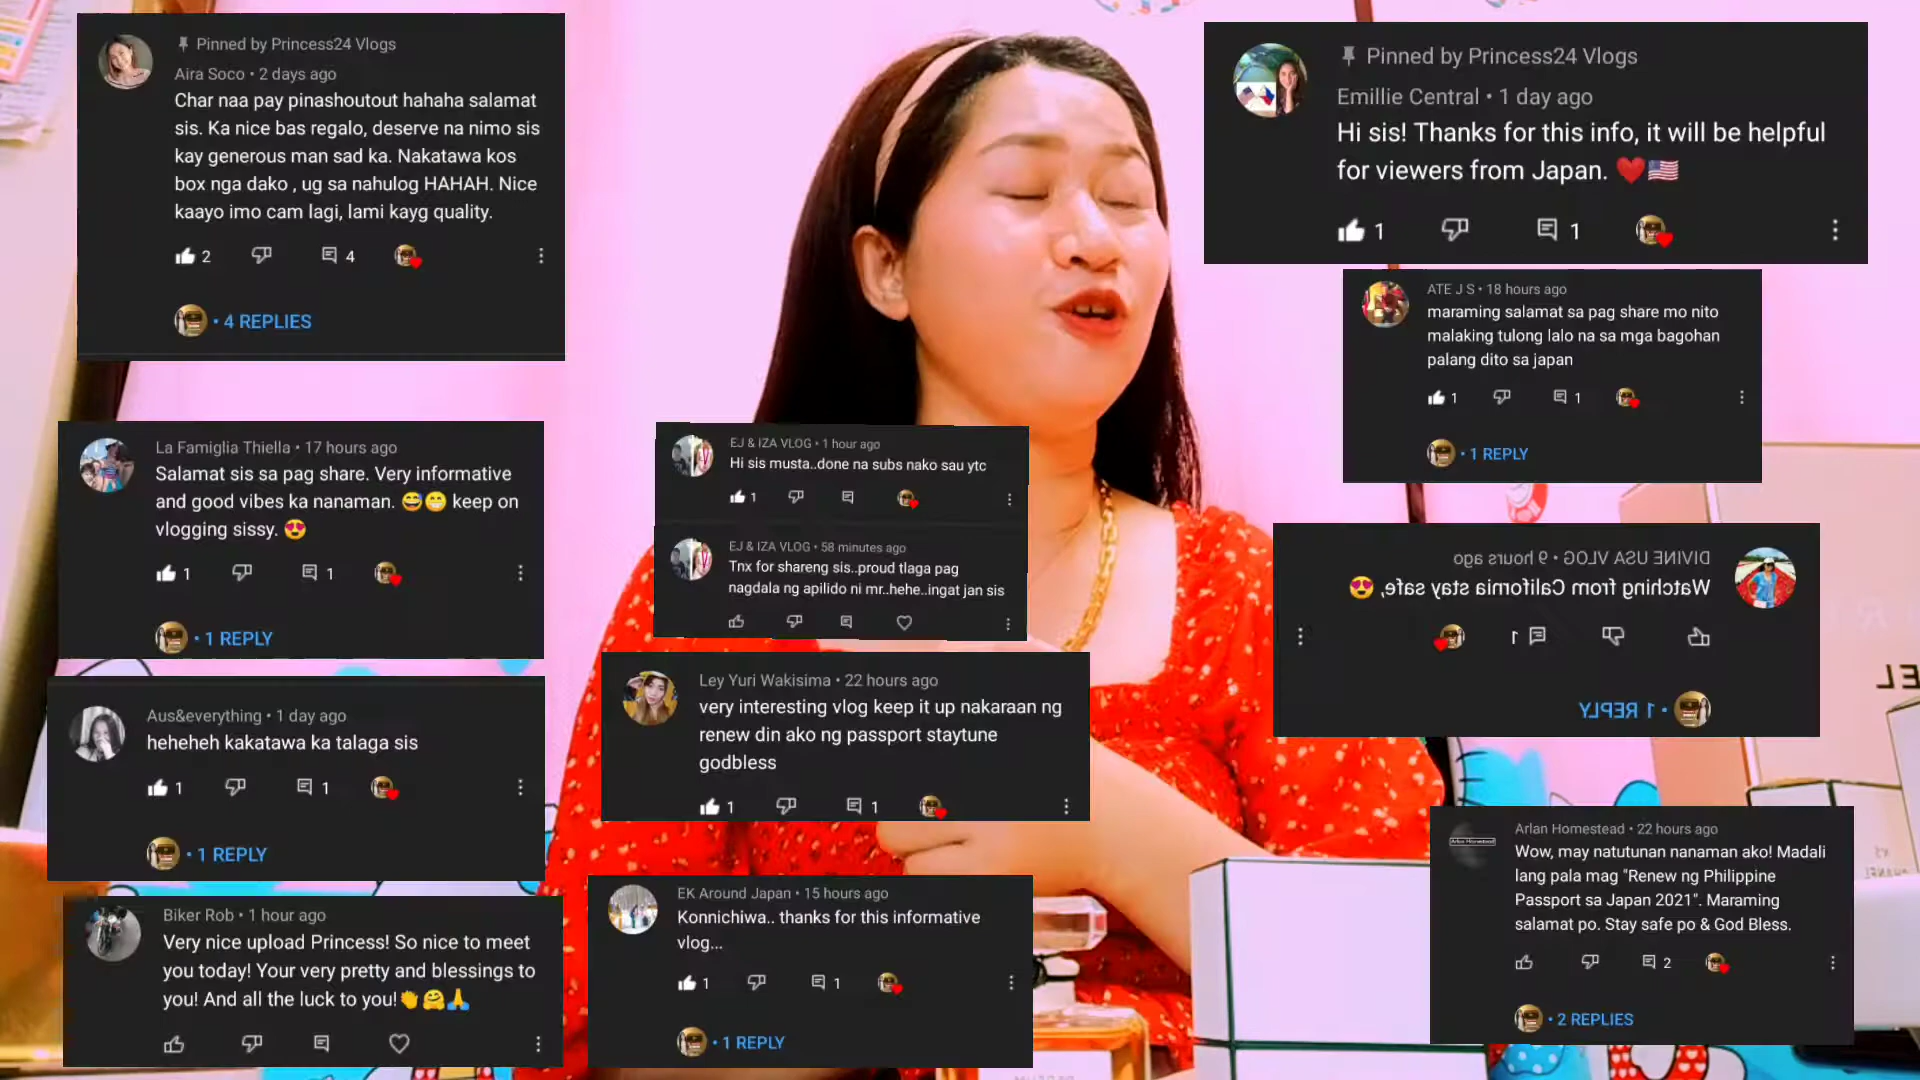 Pinned by Princess24 Vlogs
Aira Soco • 2 days ago
Char naa pay pinashoutout hahaha salamat
sis. Ka nice bas regalo, deserve na nimo sis
kay generous man sad ka. Nakatawa kos
box nga dako , ug sa nahulog HAHAH. Nice
kaayo imo cam lagi, lami kayg quality.
2 4
• 4 REPLIES
La Famiglia Thiella • 17 hours ago
Salamat sis sa pag share. Very informative
and good vibes ka nanaman. 😅😁 keep on
vlogging sissy. 😍
1 1
• 1 REPLY
Aus&everything • 1 day ago
heheheh kakatawa ka talaga sis
1 1
• 1 REPLY
Biker Rob • 1 hour ago
Very nice upload Princess! So nice to meet
you today! Your very pretty and blessings to
you! And all the luck to you!👏🤗🙏
EJ & IZA VLOG • 1 hour ago
Hi sis musta..done na subs nako sau ytc
1
EJ & IZA VLOG • 58 minutes ago
Tnx for shareng sis..proud tlaga pag
nagdala ng apilido ni mr..hehe..ingat jan sis
Ley Yuri Wakisima • 22 hours ago
very interesting vlog keep it up nakaraan ng
renew din ako ng passport staytune
godbless
1 1
EK Around Japan • 15 hours ago
Konnichiwa.. thanks for this informative
vlog...
1 1
• 1 REPLY
Pinned by Princess24 Vlogs
Emillie Central • 1 day ago
Hi sis! Thanks for this info, it will be helpful
for viewers from Japan. ❤️🇺🇸
1 1
ATE J S • 18 hours ago
maraming salamat sa pag share mo nito
malaking tulong lalo na sa mga bagohan
palang dito sa japan
1 1
• 1 REPLY
DIVINE USA VLOG • 9 hours ago
Watching from California stay safe, 😍
1
• 1 REPLY
Arlan Homestead • 22 hours ago
Wow, may natutunan nanaman ako! Madali
lang pala mag "Renew ng Philippine
Passport sa Japan 2021". Maraming
salamat po. Stay safe po & God Bless.
2
• 2 REPLIES